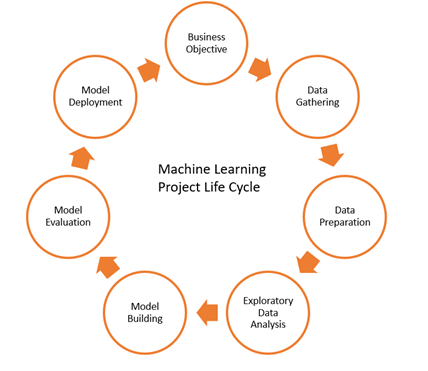 Business
Objective
Data
Gathering
Data
Preparation
Exploratory
Data
Analysis
Model
Building
Model
Evaluation
Model
Deployment
Machine Learning
Project Life Cycle